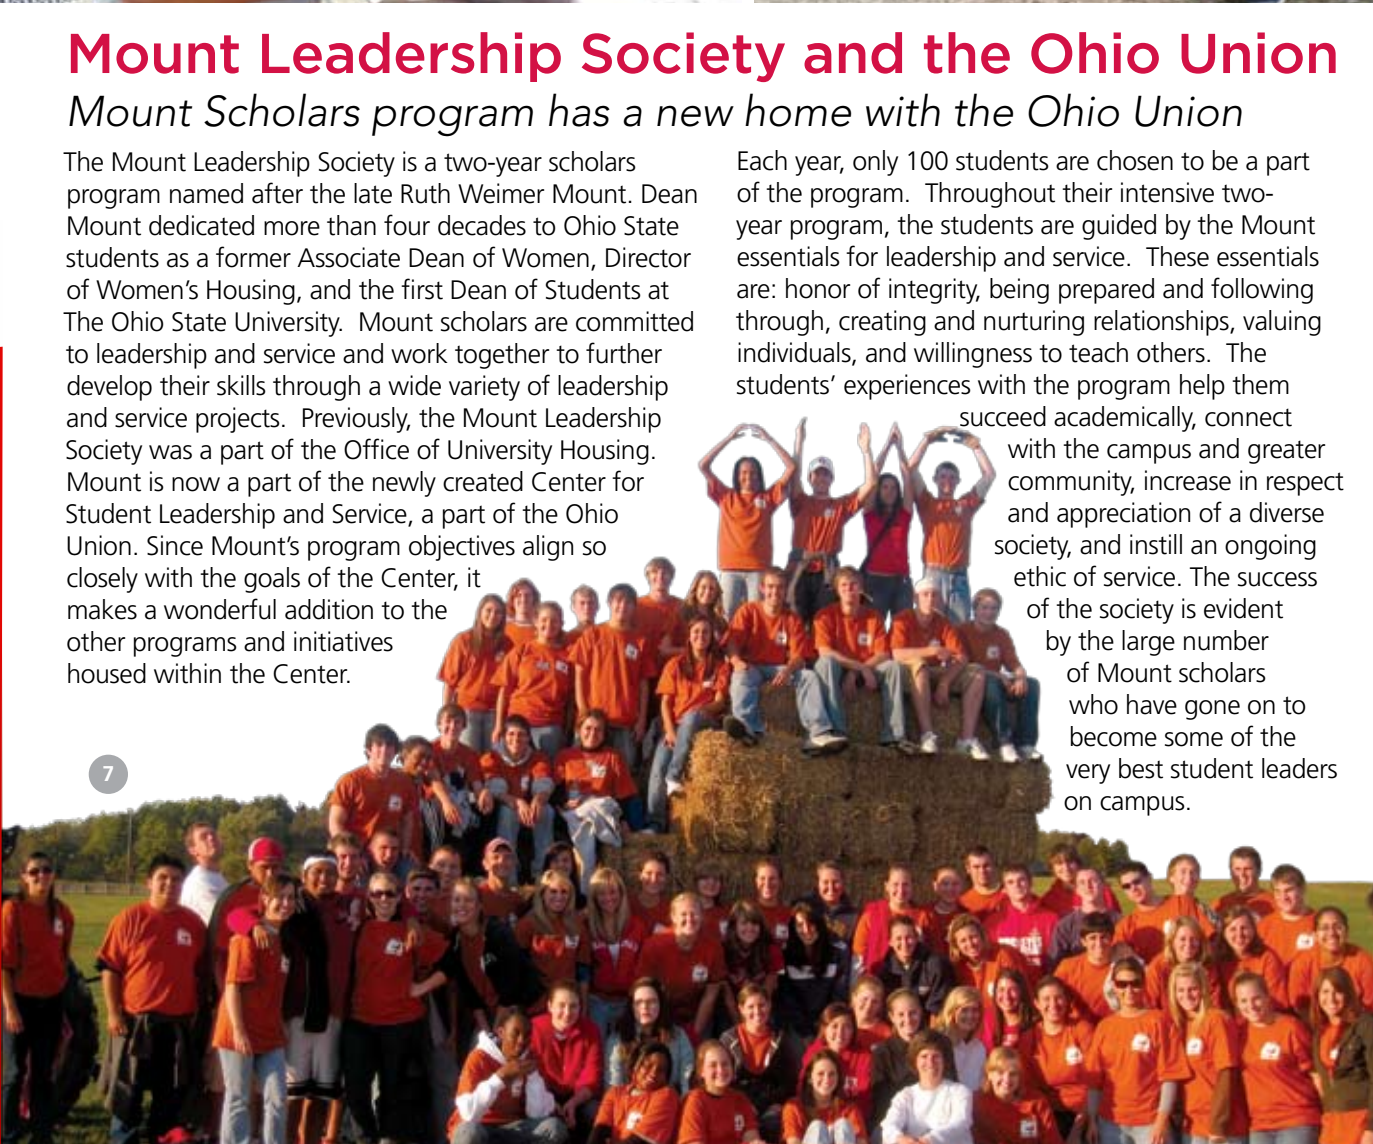 Mount Leadership Society and the Ohio Union
Mount Scholars program has a new home with the Ohio Union
The Mount Leadership Society is a two-year scholars
program named after the late Ruth Weimer Mount. Dean
Mount dedicated more than four decades to Ohio State
students as a former Associate Dean of Women, Director
of Women's Housing, and the first Dean of Students at
The Ohio State University.  Mount scholars are committed
to leadership and service and work together to further
develop their skills through a wide variety of leadership
and service projects.  Previously, the Mount Leadership
Society was a part of the Office of University Housing.
Mount is now a part of the newly created Center for
Student Leadership and Service, a part of the Ohio
Union. Since Mount's program objectives align so
closely with the goals of the Center, it
makes a wonderful addition to the
other programs and initiatives
housed within the Center.
7
Each year, only 100 students are chosen to be a part
of the program.  Throughout their intensive two-
year program, the students are guided by the Mount
essentials for leadership and service.  These essentials
are: honor of integrity, being prepared and following
through, creating and nurturing relationships, valuing
individuals, and willingness to teach others.  The
students' experiences with the program help them
succeed academically, connect
with the campus and greater
community, increase in respect
and appreciation of a diverse
society, and instill an ongoing
ethic of service. The success
of the society is evident
by the large number
of Mount scholars
who have gone on to
become some of the
very best student leaders
on campus.